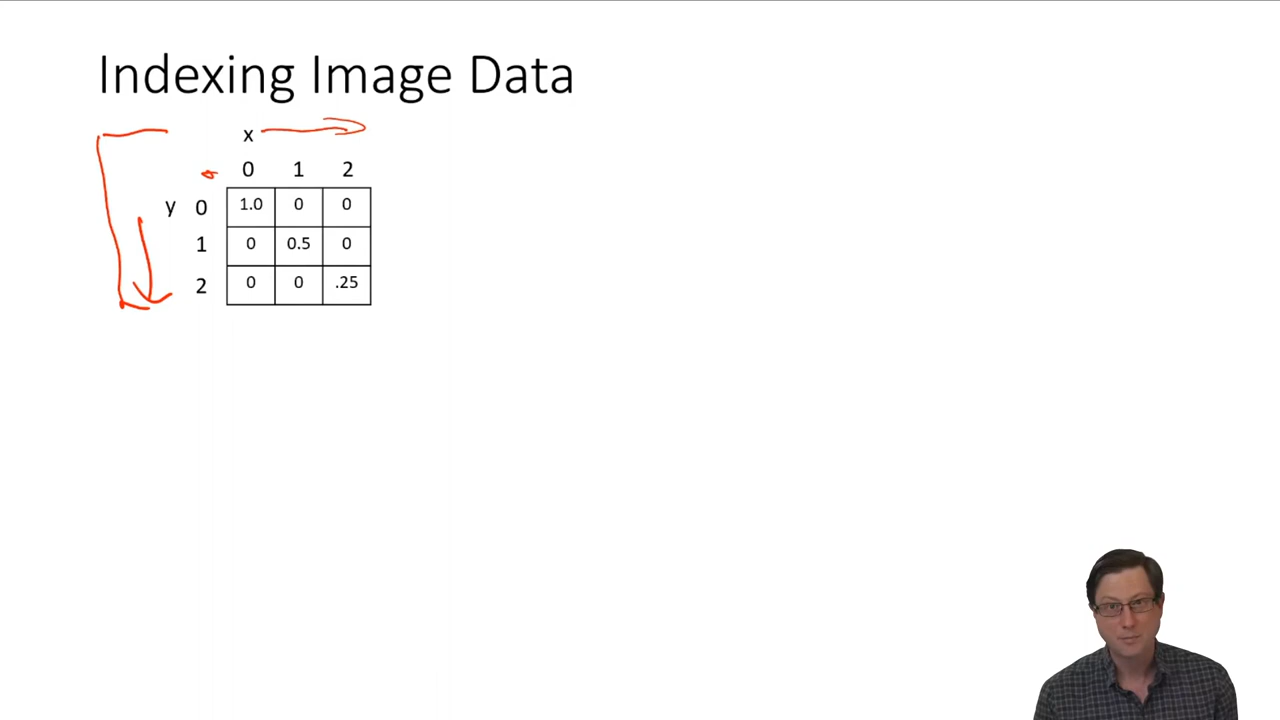 Indexing Image Data
x
0 1 2
y 0 1.0 0 0
1 0 0.5 0
2 0 0 .25